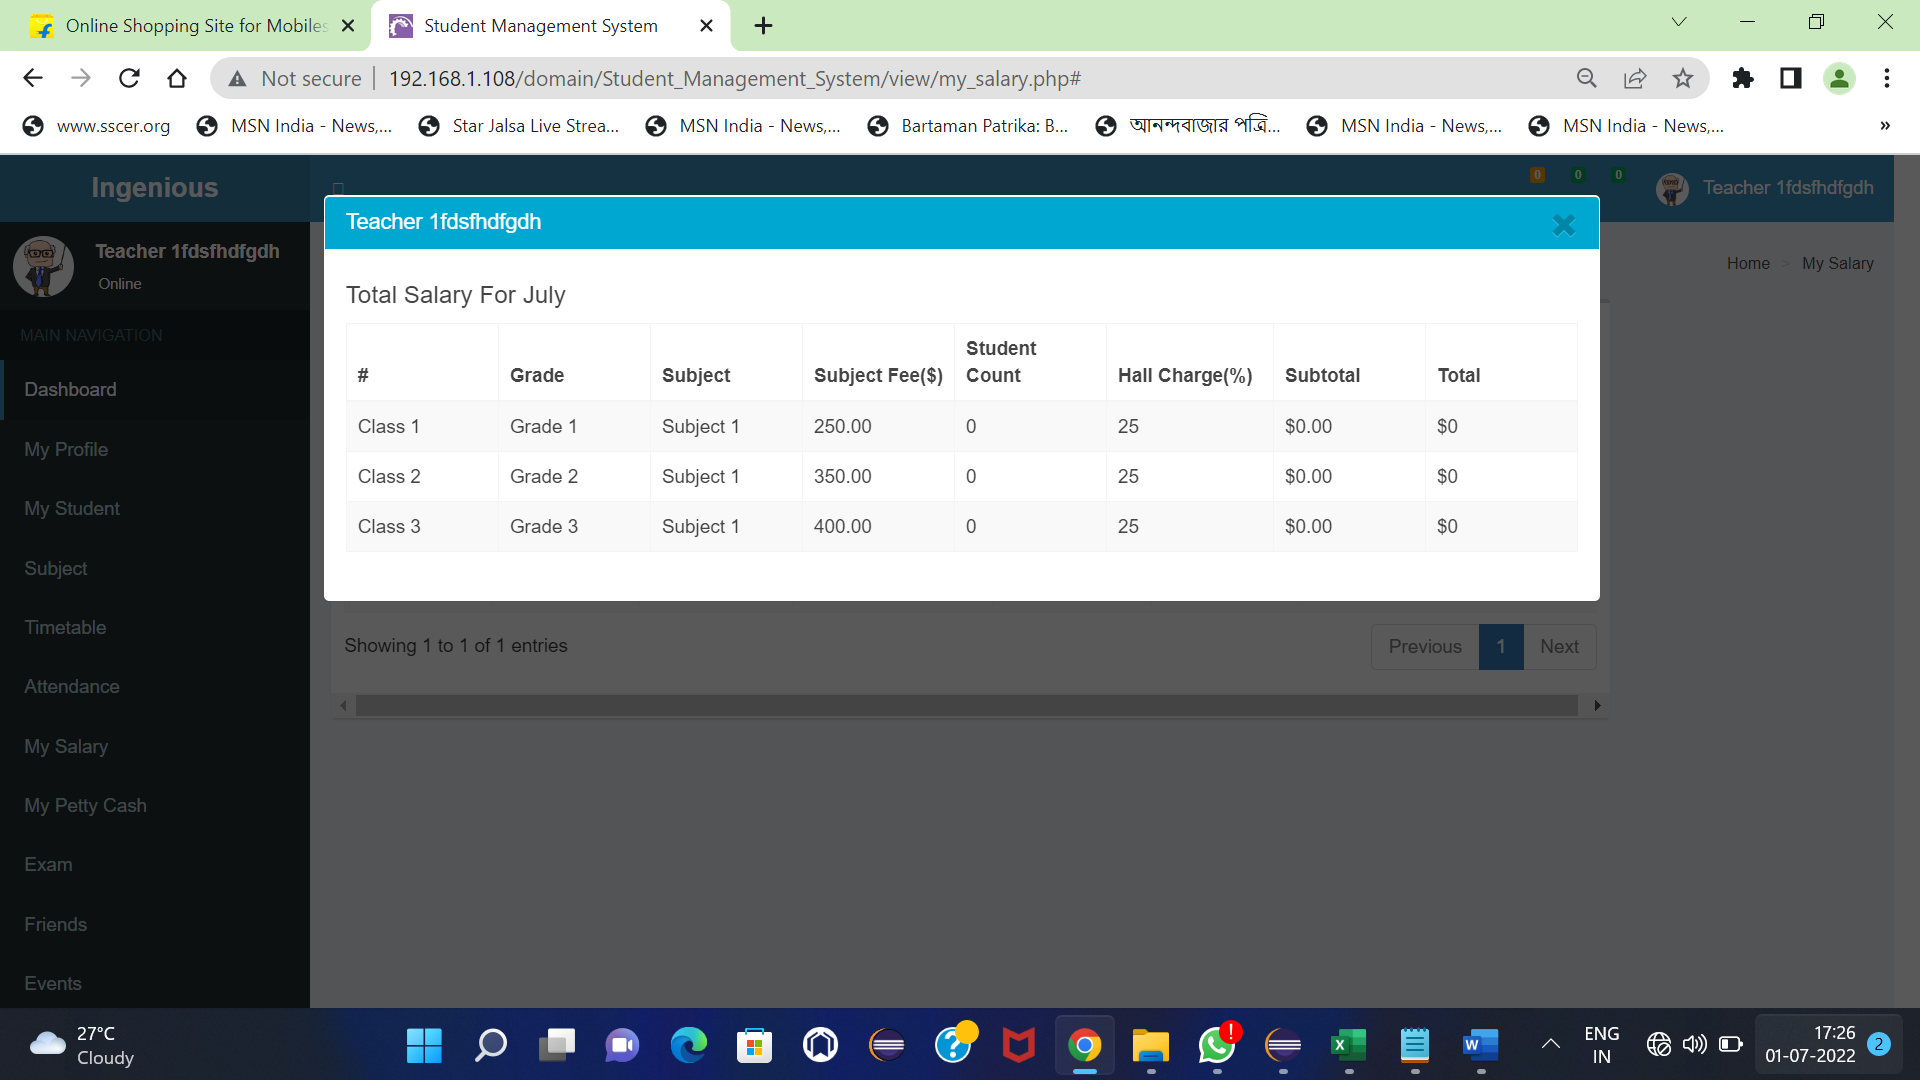 Online Shopping Site for Mobiles
Student Management System
Not secure
192.168.1.108/domain/Student_Management_System/view/my_salary.php#
www.sscer.org
MSN India - News,...
Star Jalsa Live Strea...
MSN India - News,...
Bartaman Patrika: B...
আনন্দবাজার পত্রি...
MSN India - News,...
MSN India - News,...
»
Ingenious
0 0 0
Teacher 1fdsfhdfgdh
Teacher 1fdsfhdfgdh
Online
Home > My Salary
MAIN NAVIGATION
Dashboard
My Profile
My Student
Subject
Timetable
Attendance
My Salary
My Petty Cash
Exam
Friends
Events
Teacher 1fdsfhdfgdh
Total Salary For July
# Grade Subject Subject Fee($) Student Count Hall Charge(%) Subtotal Total
Class 1 Grade 1 Subject 1 250.00 0 25 $0.00 $0
Class 2 Grade 2 Subject 1 350.00 0 25 $0.00 $0
Class 3 Grade 3 Subject 1 400.00 0 25 $0.00 $0
Showing 1 to 1 of 1 entries
Previous 1 Next
27°C
Cloudy
ENG
IN
17:26
01-07-2022
2